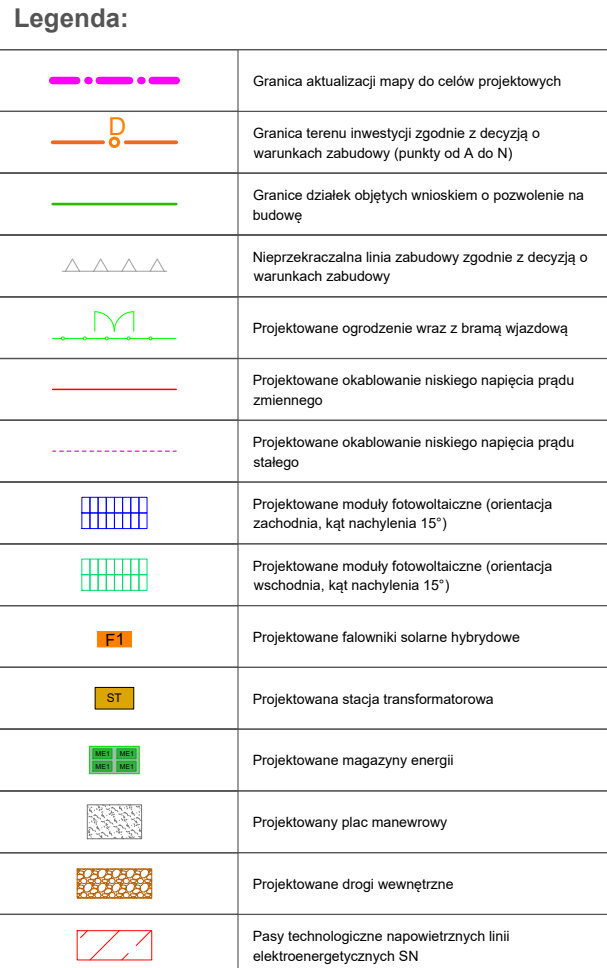 Legenda:
Granica aktualizacji mapy do celów projektowych
D
Granica terenu inwestycji zgodnie z decyzją o
warunkach zabudowy (punkty od A do N)
Granice działek objętych wnioskiem o pozwolenie na
budowę
Nieprzekraczalna linia zabudowy zgodnie z decyzją o
warunkach zabudowy
Projektowane ogrodzenie wraz z bramą wjazdową
Projektowane okablowanie niskiego napięcia prądu
zmiennego
Projektowane okablowanie niskiego napięcia prądu
stałego
Projektowane moduły fotowoltaiczne (orientacja
zachodnia, kąt nachylenia 15°)
Projektowane moduły fotowoltaiczne (orientacja
wschodnia, kąt nachylenia 15°)
F1
Projektowane falowniki solarne hybrydowe
ST
Projektowana stacja transformatorowa
ME1 ME1
ME1 ME1
Projektowane magazyny energii
Projektowany plac manewrowy
Projektowane drogi wewnętrzne
Pasy technologiczne napowietrznych linii
elektroenergetycznych SN